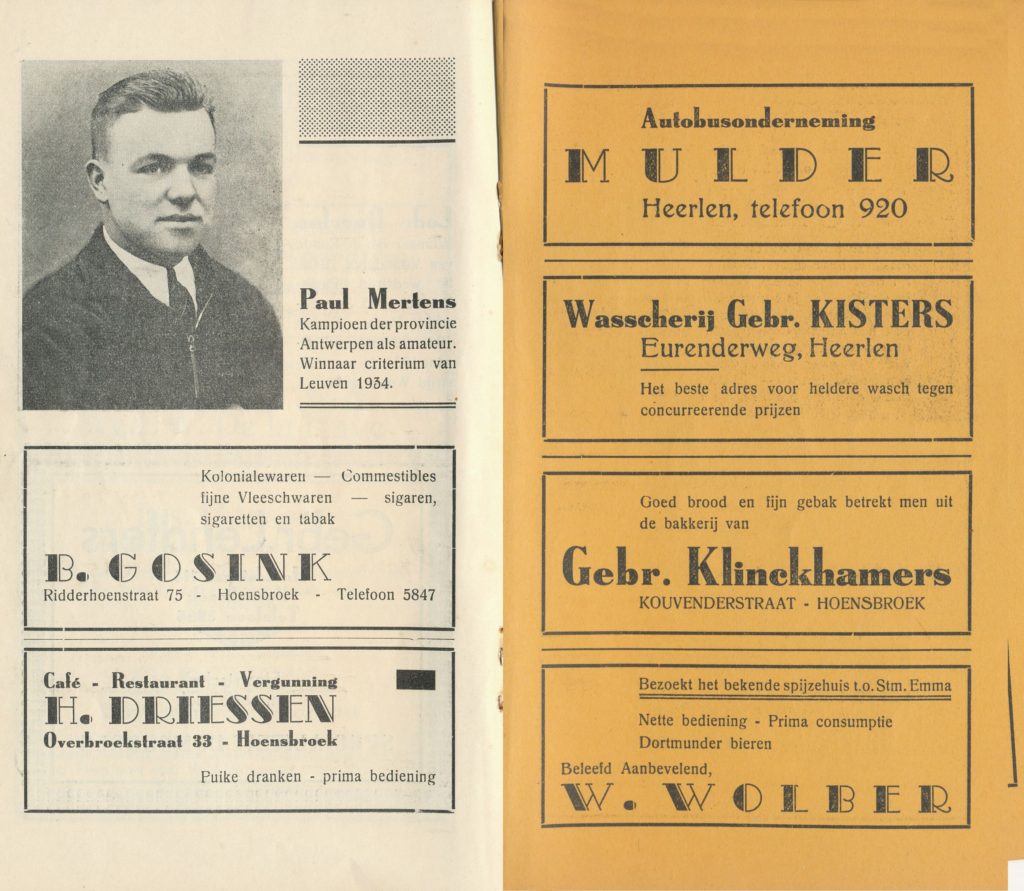 Paul Mertens
Kampioen der provincie
Antwerpen als amateur.
Winnaar criterium van
Leuven 1934.
Kolonialewaren — Commestibles
fijne Vleeschwaren — sigaren,
sigaretten en tabak
B. GOSINK
Ridderhoenstraat 75 - Hoensbroek - Telefoon 5847
Café - Restaurant - Vergunning
H. DRIESSEN
Overbroekstraat 33 - Hoensbroek
Puike dranken - prima bediening
Autobusonderneming
MULDER
Heerlen, telefoon 920
Wasscherij Gebr. KISTERS
Eurenderweg, Heerlen
Het beste adres voor heldere wasch tegen
concurreerende prijzen
Goed brood en fijn gebak betrekt men uit
de bakkerij van
Gebr. Klinckhamers
KOUVENDERSTRAAT - HOENSBROEK
Bezoekt het bekende spijzehuis t.o. Stm. Emma
Nette bediening - Prima consumptie
Dortmunder bieren
Beleefd Aanbevelend,
W. WOLBER